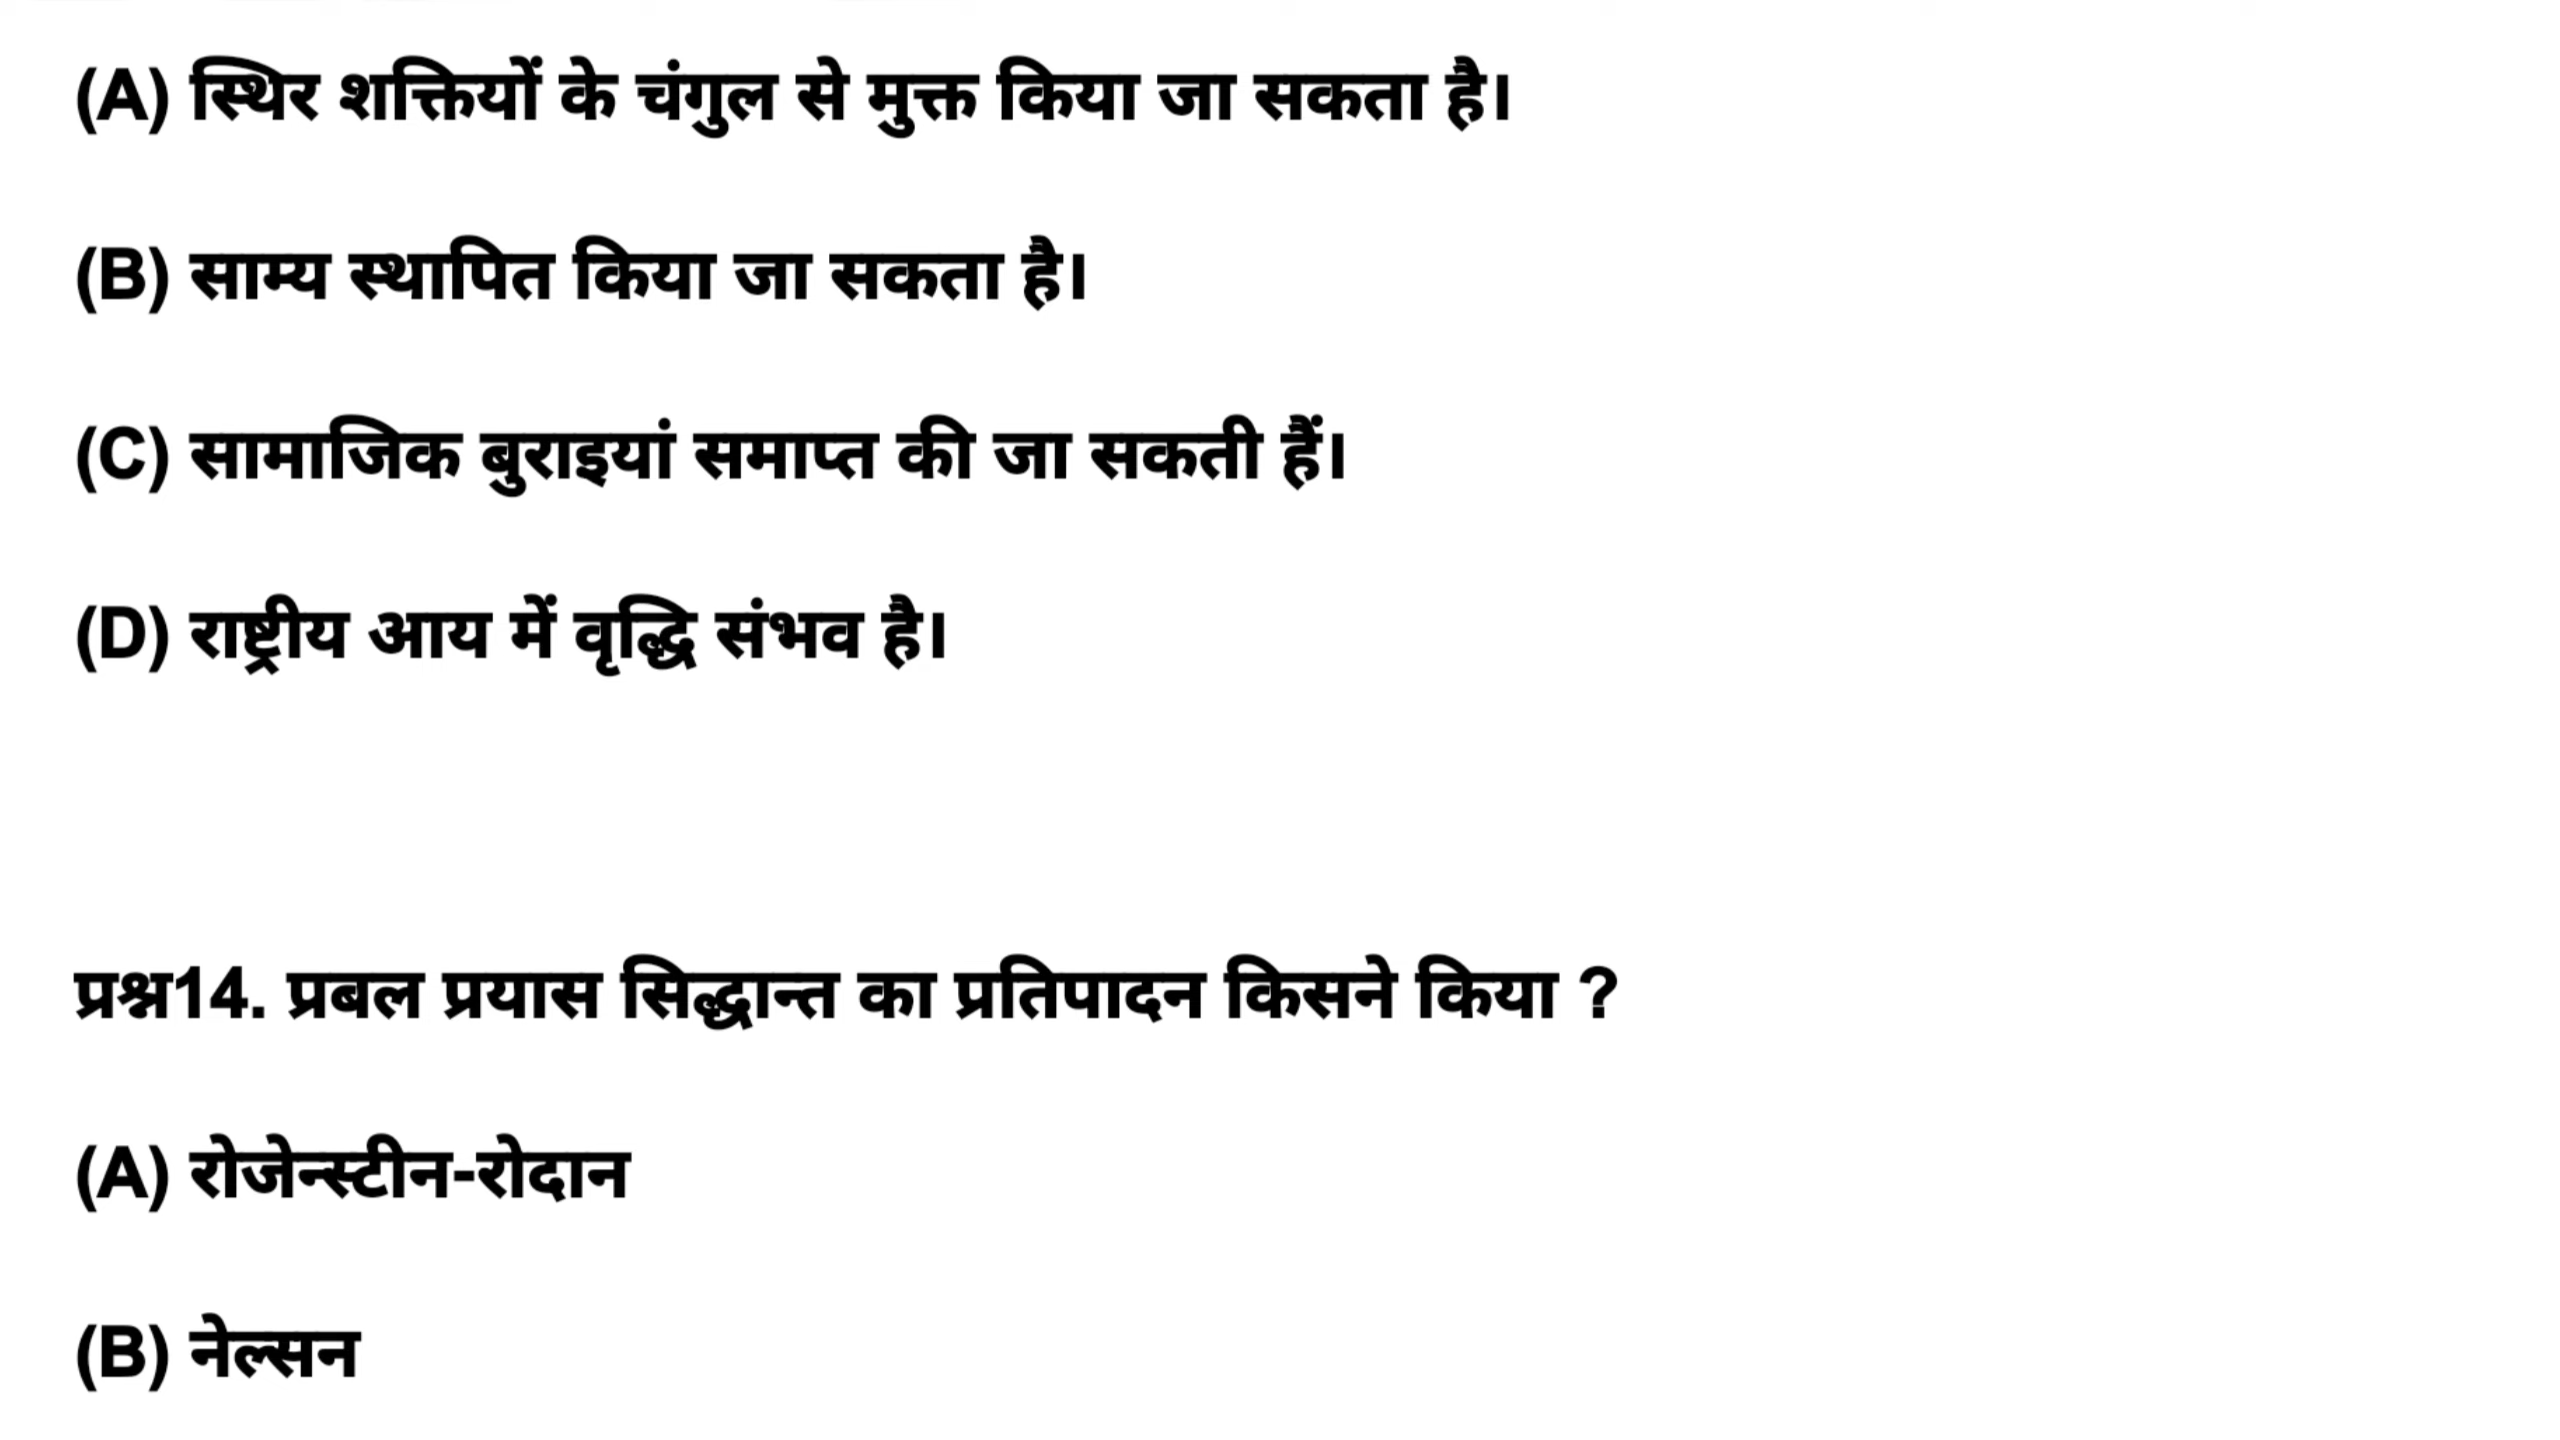 (A) स्थिर शक्तियों के चंगुल से मुक्त किया जा सकता है।
(B) साम्य स्थापित किया जा सकता है।
(C) सामाजिक बुराइयां समाप्त की जा सकती हैं।
(D) राष्ट्रीय आय में वृद्धि संभव है।
प्रश्न14. प्रबल प्रयास सिद्धान्त का प्रतिपादन किसने किया ?
(A) रोजेन्स्टीन-रोदान
(B) नेल्सन